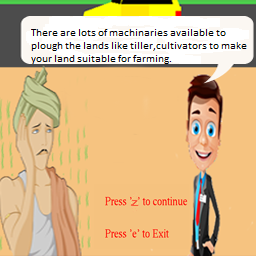 There are lots of machinaries available to
plough the lands like tiller,cultivators to make
your land suitable for farming.
Press 'z' to continue
Press 'e' to Exit